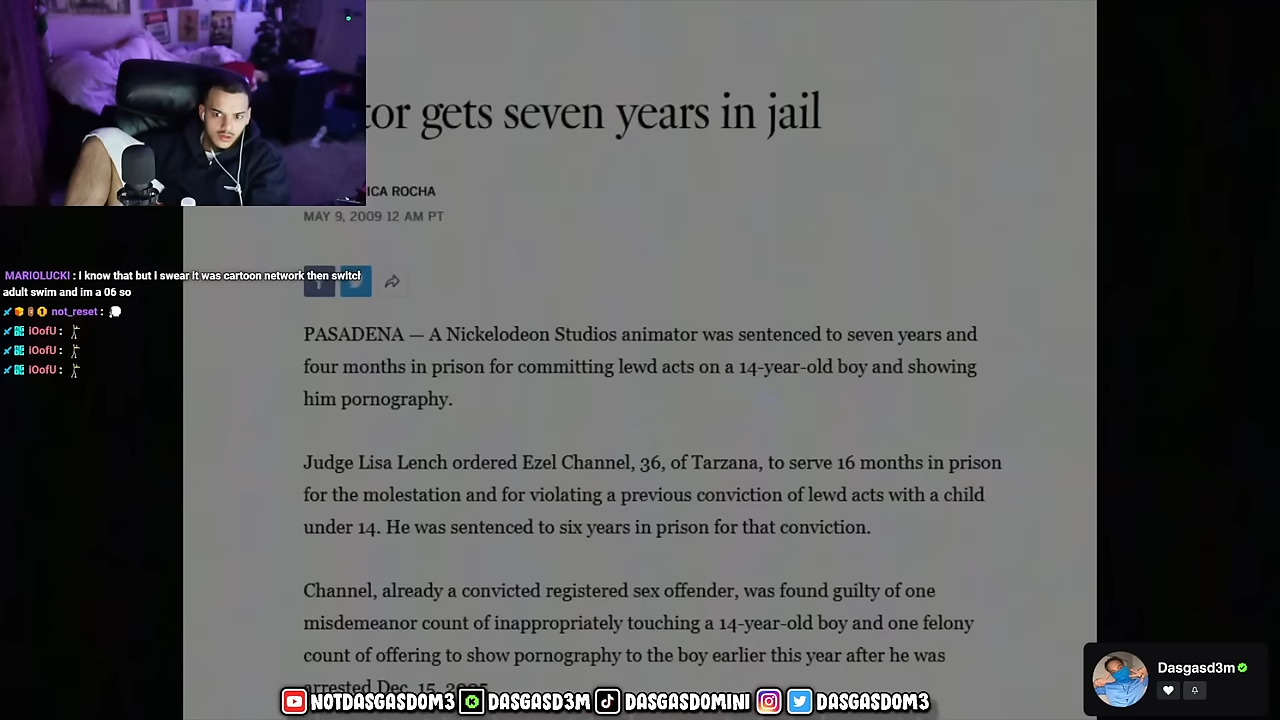 tor gets seven years in jail
ICA ROCHA
MAY 9, 2009 12 AM PT
MARIOLUCKI : I know that but I swear it was cartoon network then switch
adult swim and im a 06 so
not_reset :
iOofU :
iOofU :
iOofU :
PASADENA — A Nickelodeon Studios animator was sentenced to seven years and
four months in prison for committing lewd acts on a 14-year-old boy and showing
him pornography.
Judge Lisa Lench ordered Ezel Channel, 36, of Tarzana, to serve 16 months in prison
for the molestation and for violating a previous conviction of lewd acts with a child
under 14. He was sentenced to six years in prison for that conviction.
Channel, already a convicted registered sex offender, was found guilty of one
misdemeanor count of inappropriately touching a 14-year-old boy and one felony
count of offering to show pornography to the boy earlier this year after he was
arrested Dec. 15,
Dasgasd3m
NOTDASGASDOM3 DASGASD3M DASGASDOMINI DASGASDOM3